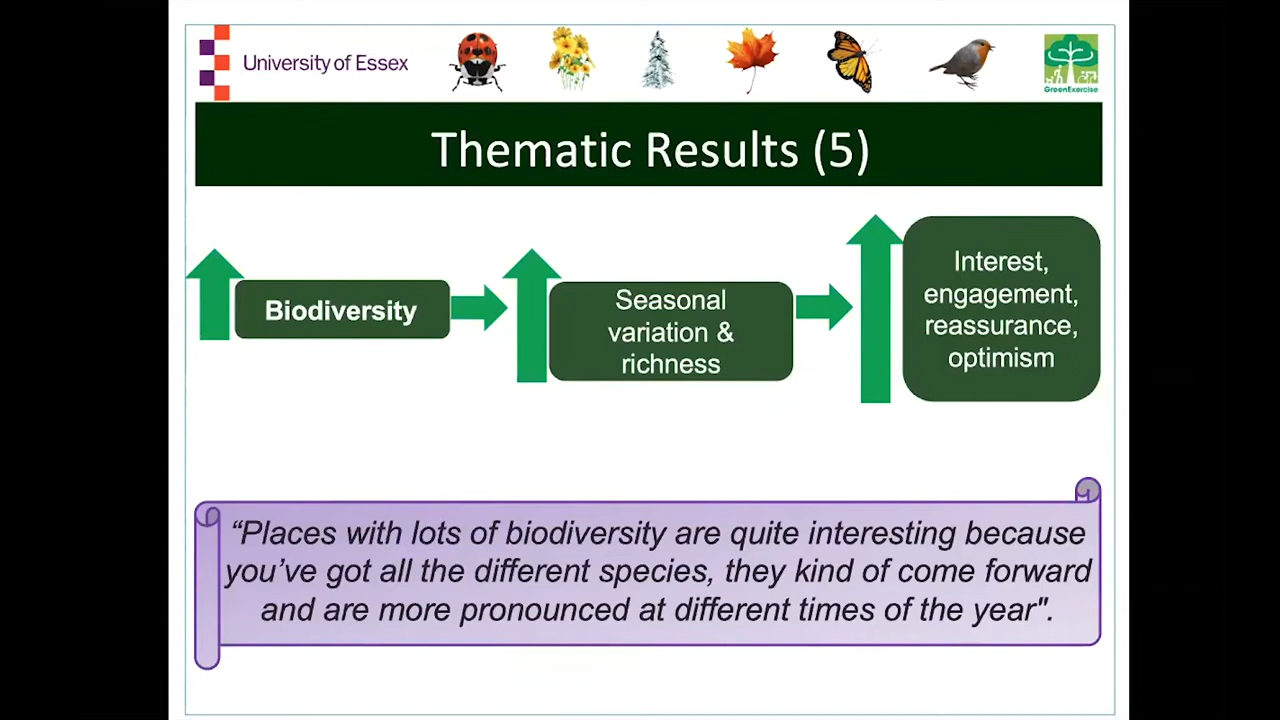 University of Essex
GreenExercise
Thematic Results (5)
Biodiversity
Seasonal
variation &
richness
Interest,
engagement,
reassurance,
optimism
“Places with lots of biodiversity are quite interesting because
you’ve got all the different species, they kind of come forward
and are more pronounced at different times of the year".